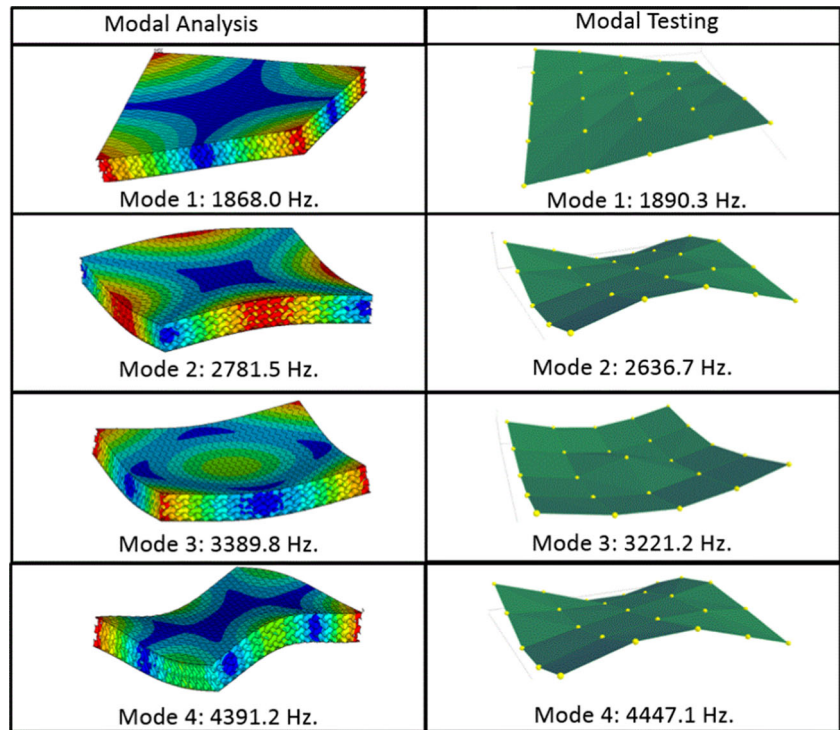 Modal Analysis
Modal Testing
Mode 1: 1868.0 Hz.
Mode 1: 1890.3 Hz.
Mode 2: 2781.5 Hz.
Mode 2: 2636.7 Hz.
Mode 3: 3389.8 Hz.
Mode 3: 3221.2 Hz.
Mode 4: 4391.2 Hz.
Mode 4: 4447.1 Hz.